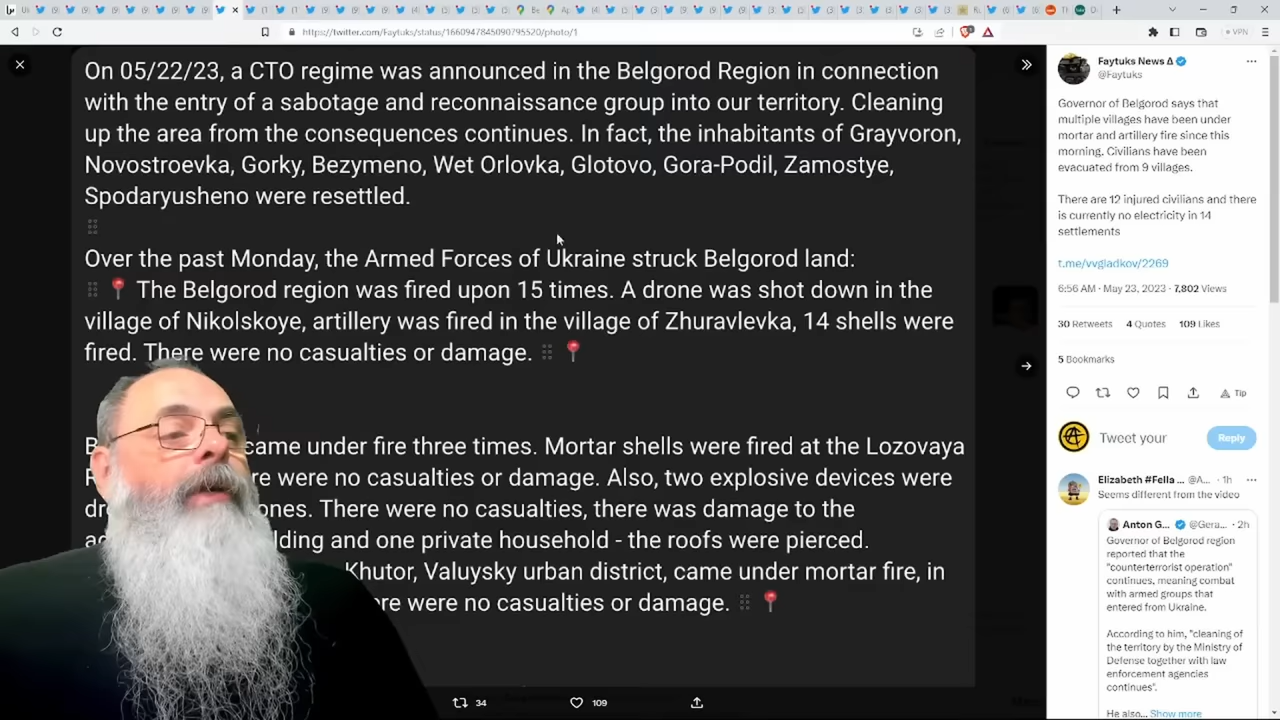 https://twitter.com/Faytuks/status/1660947845090795520/photo/1
VPN
On 05/22/23, a CTO regime was announced in the Belgorod Region in connection
with the entry of a sabotage and reconnaissance group into our territory. Cleaning
up the area from the consequences continues. In fact, the inhabitants of Grayvoron,
Novostroevka, Gorky, Bezymeno, Wet Orlovka, Glotovo, Gora-Podil, Zamostye,
Spodaryusheno were resettled.
Over the past Monday, the Armed Forces of Ukraine struck Belgorod land:
The Belgorod region was fired upon 15 times. A drone was shot down in the
village of Nikolskoye, artillery was fired in the village of Zhuravlevka, 14 shells were
fired. There were no casualties or damage.
came under fire three times. Mortar shells were fired at the Lozovaya
were no casualties or damage. Also, two explosive devices were
There were no casualties, there was damage to the
and one private household - the roofs were pierced.
Khutor, Valuysky urban district, came under mortar fire, in
were no casualties or damage.
34
109
Faytuks News Δ
@Faytuks
Governor of Belgorod says that
multiple villages have been under
mortar and artillery fire since this
morning. Civilians have been
evacuated from 9 villages.
There are 12 injured civilians and there
is currently no electricity in 14
settlements
t.me/vvgladkov/2269
6:56 AM · May 23, 2023 · 7,802 Views
30 Retweets 4 Quotes 109 Likes
5 Bookmarks
Tip
Tweet your
Reply
Elizabeth #Fella ... @A... · 1h
Seems different from the video
Anton G... @Gera... · 2h
Governor of Belgorod region
reported that the
"counterterrorist operation"
continues, meaning combat
with armed groups that
entered from Ukraine.
According to him, "cleaning of
the territory by the Ministry of
Defense together with law
enforcement agencies
continues".
He also... Show more